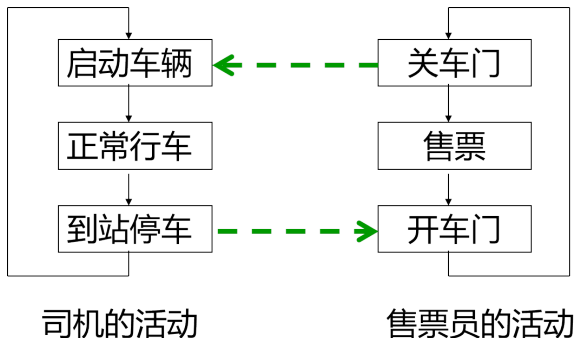 启动车辆
关车门
正常行车
售票
到站停车
开车门
司机的活动
售票员的活动